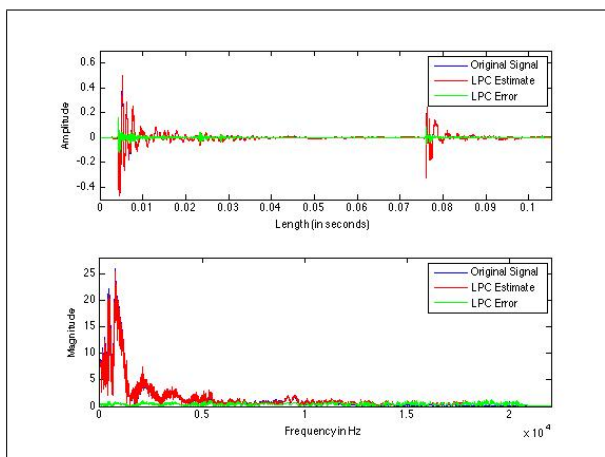 0.6
0.4
0.2
0
-0.2
-0.4
Amplitude
Original Signal
LPC Estimate
LPC Error
0 0.01 0.02 0.03 0.04 0.05 0.06 0.07 0.08 0.09 0.1
Length (in seconds)
25
20
15
10
5
0
Magnitude
Original Signal
LPC Estimate
LPC Error
0 0.5 1 1.5 2
Frequency in Hz
× 10 4